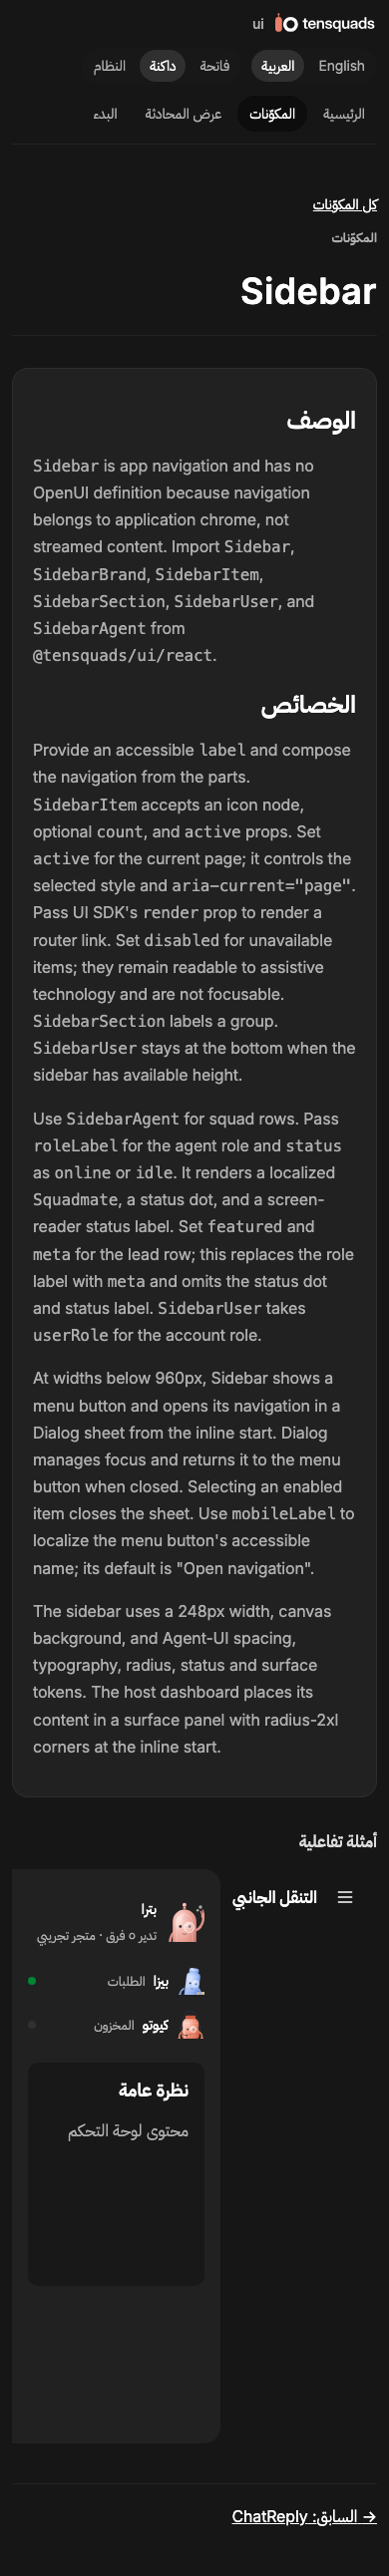 tensquads ui
English العربية فاتحة داكنة النظام
الرئيسية المكوّنات عرض المحادثة البدء
كل المكوّنات
المكوّنات
Sidebar
الوصف
Sidebar is app navigation and has no
OpenUI definition because navigation
belongs to application chrome, not
streamed content. Import Sidebar,
SidebarBrand, SidebarItem,
SidebarSection, SidebarUser, and
SidebarAgent from
@tensquads/ui/react.
الخصائص
Provide an accessible label and compose
the navigation from the parts.
SidebarItem accepts an icon node,
optional count, and active props. Set
active for the current page; it controls the
selected style and aria-current="page".
Pass UI SDK's render prop to render a
router link. Set disabled for unavailable
items; they remain readable to assistive
technology and are not focusable.
SidebarSection labels a group.
SidebarUser stays at the bottom when the
sidebar has available height.
Use SidebarAgent for squad rows. Pass
roleLabel for the agent role and status
as online or idle. It renders a localized
Squadmate, a status dot, and a screen-
reader status label. Set featured and
meta for the lead row; this replaces the role
label with meta and omits the status dot
and status label. SidebarUser takes
userRole for the account role.
At widths below 960px, Sidebar shows a
menu button and opens its navigation in a
Dialog sheet from the inline start. Dialog
manages focus and returns it to the menu
button when closed. Selecting an enabled
item closes the sheet. Use mobileLabel to
localize the menu button's accessible
name; its default is "Open navigation".
The sidebar uses a 248px width, canvas
background, and Agent-UI spacing,
typography, radius, status and surface
tokens. The host dashboard places its
content in a surface panel with radius-2xl
corners at the inline start.
أمثلة تفاعلية
التنقل الجانبي
بترا
تدير ٥ فرق · متجر تجريبي
بيزا الطلبات
كيوتو المخزون
نظرة عامة
محتوى لوحة التحكم
→ السابق: ChatReply